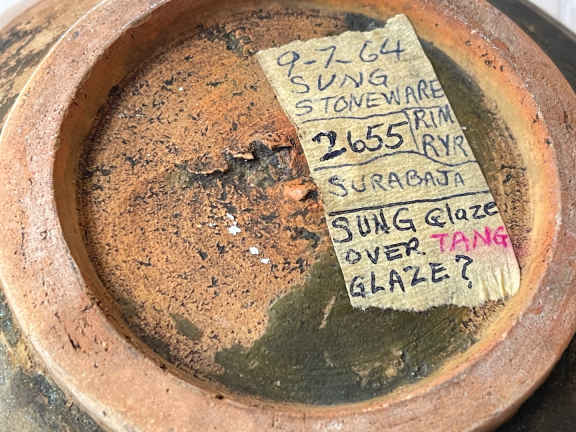 9-7-64
SUNG
STONEWARE
2655 RIM
RYR
SURABAJA
SUNG Glaze
OVER TANG
GLAZE?